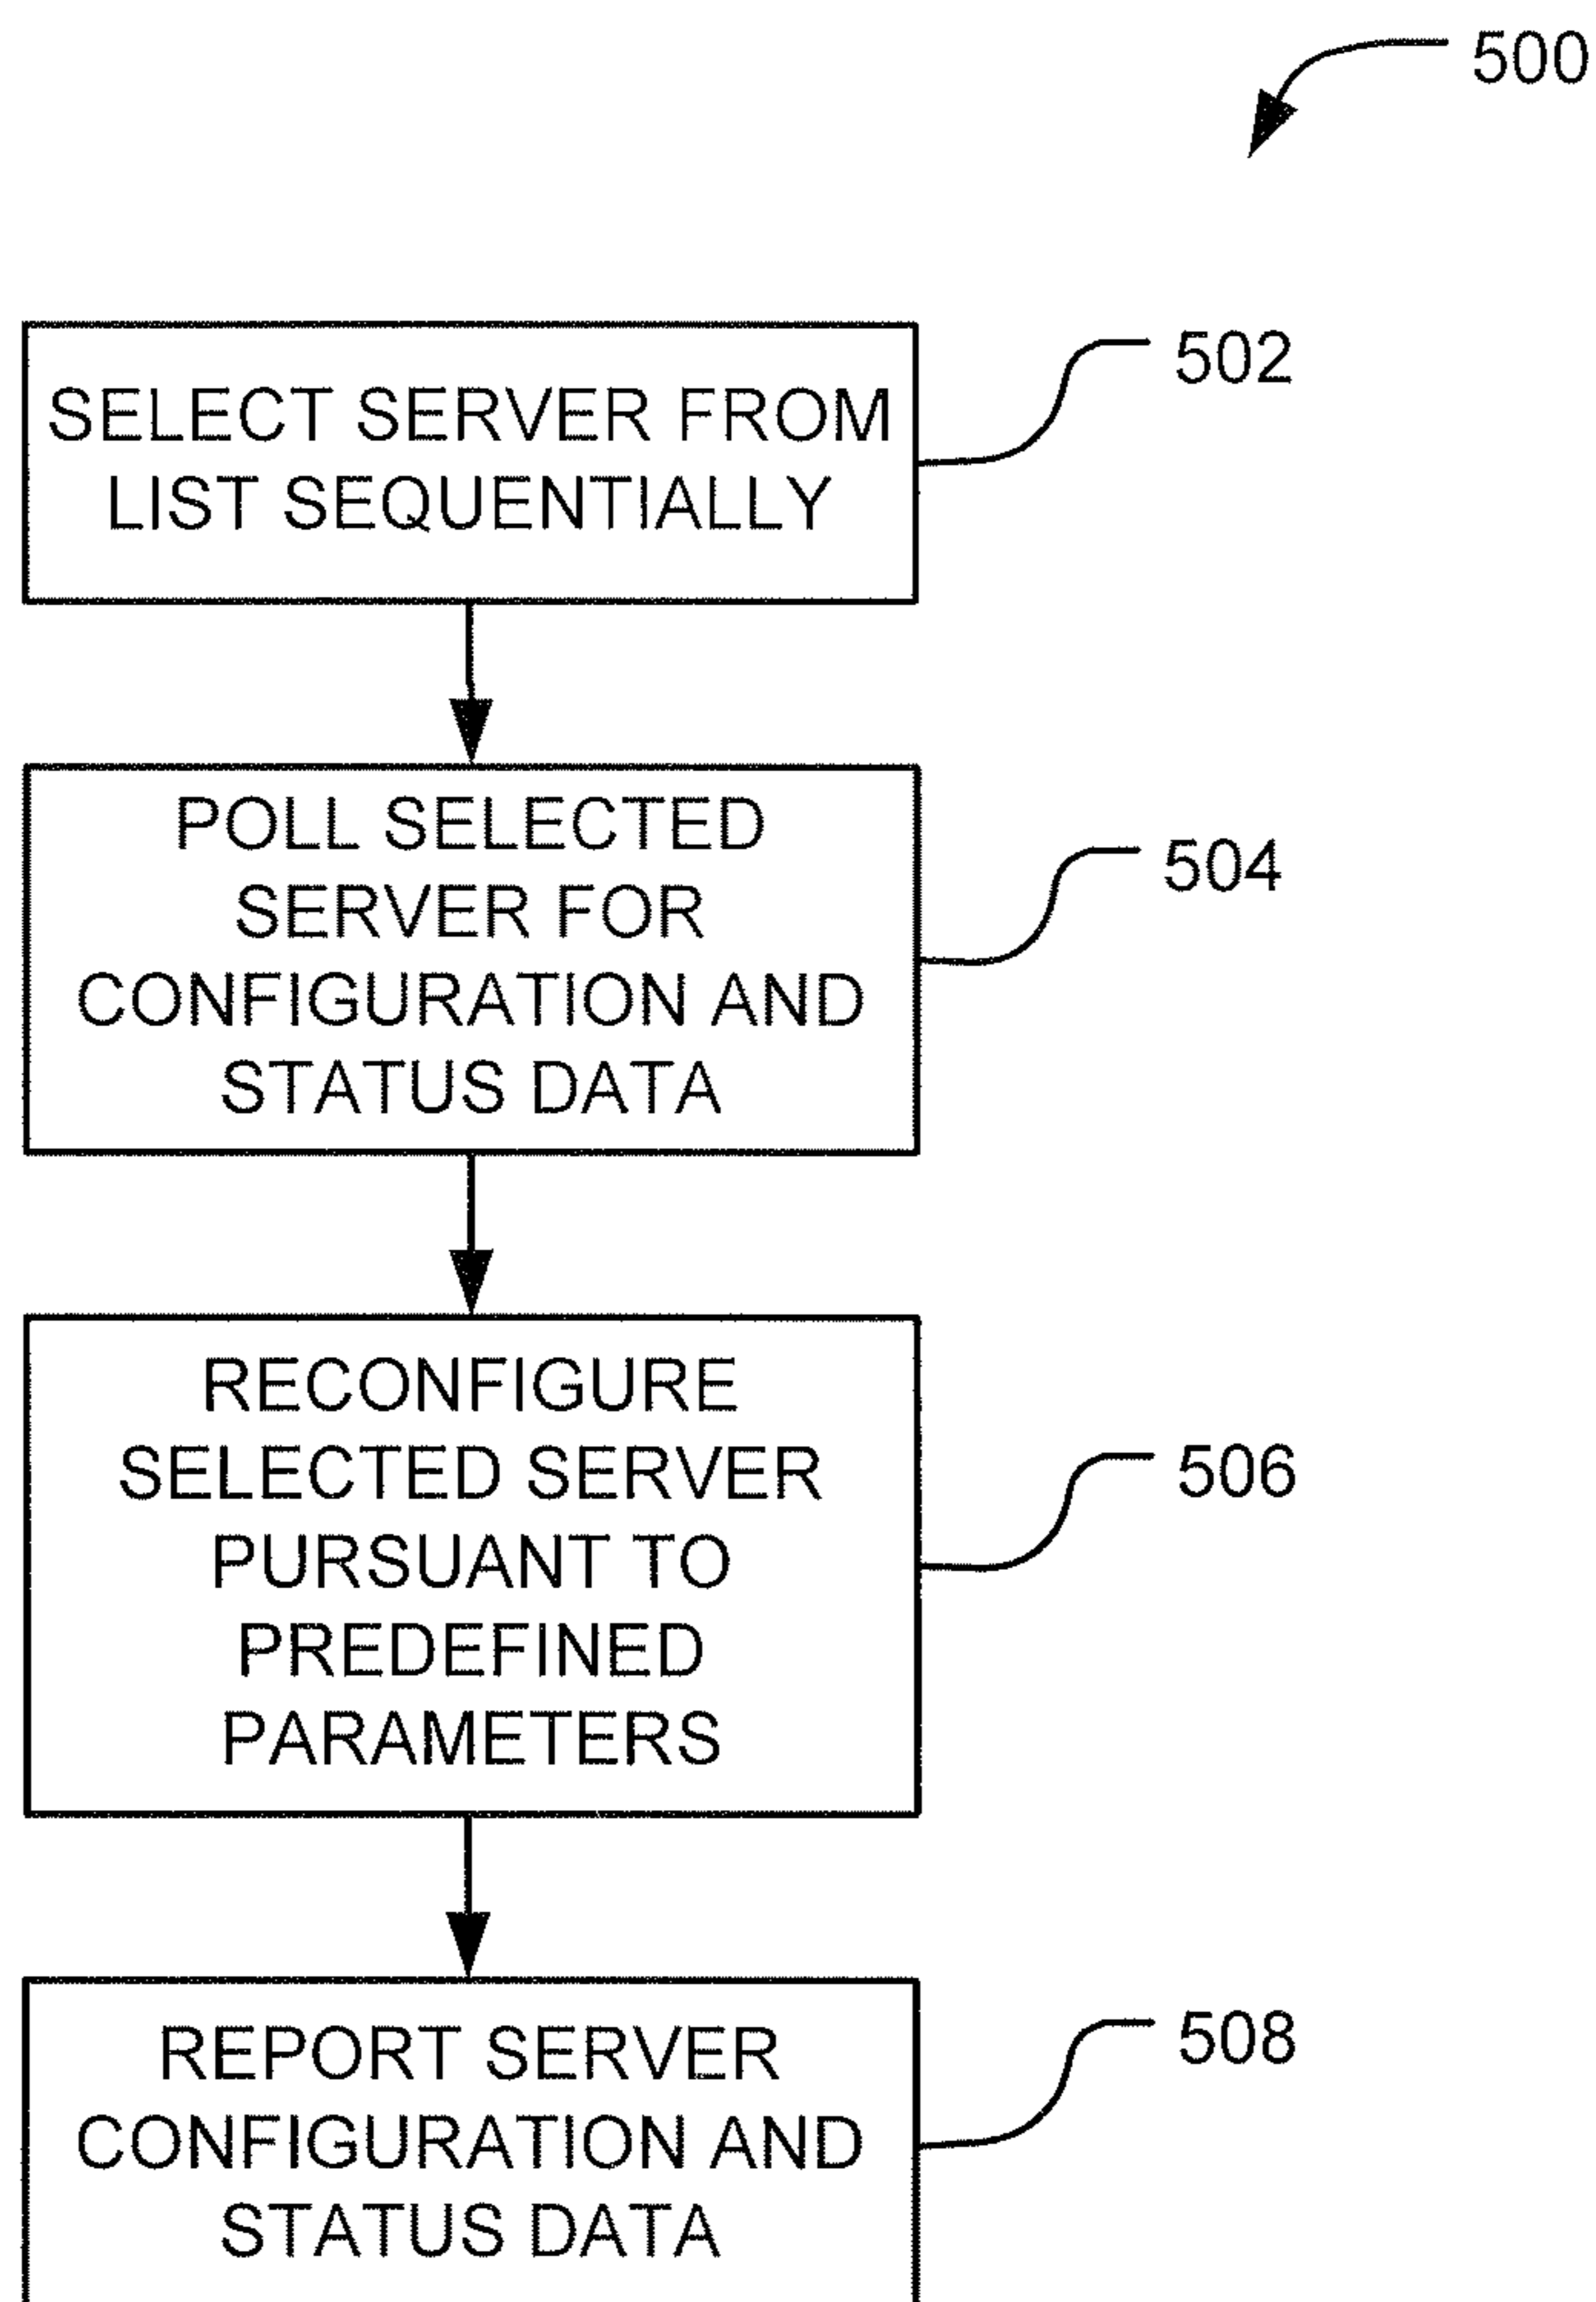 500
SELECT SERVER FROM
LIST SEQUENTIALLY
502
POLL SELECTED
SERVER FOR
CONFIGURATION AND
STATUS DATA
504
RECONFIGURE
SELECTED SERVER
PURSUANT TO
PREDEFINED
PARAMETERS
506
REPORT SERVER
CONFIGURATION AND
STATUS DATA
508